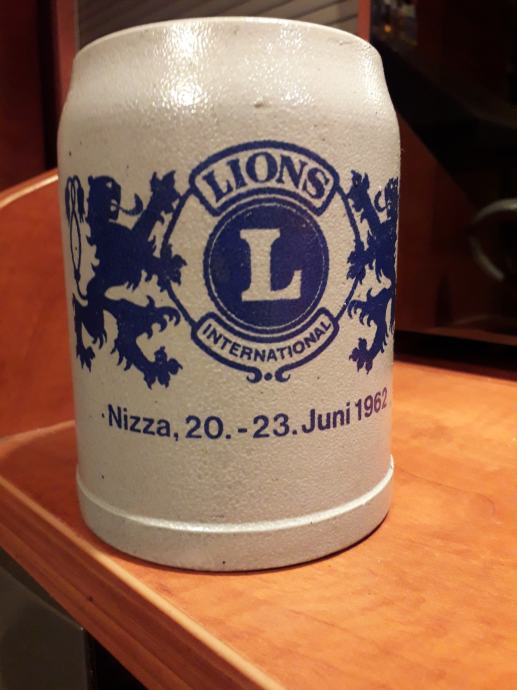 LIONS
L
INTERNATIONAL
Nizza, 20.-23. Juni 1962